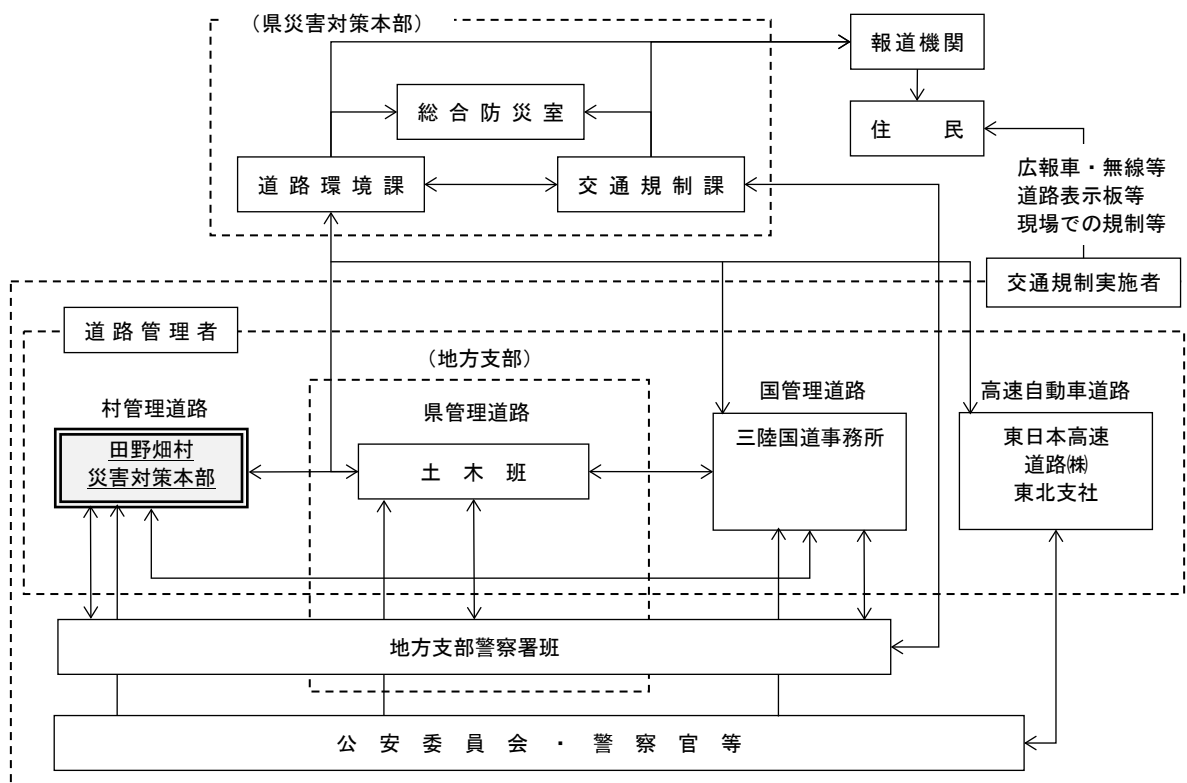 （県災害対策本部）
報道機関
総合防災室
住　　民
道路環境課
交通規制課
広報車・無線等
道路表示板等
現場での規制等
交通規制実施者
道路管理者
（地方支部）
村管理道路
県管理道路
国管理道路
高速自動車道路
田野畑村
災害対策本部
土木班
三陸国道事務所
東日本高速
道路㈱
東北支社
地方支部警察署班
公安委員会・警察官等